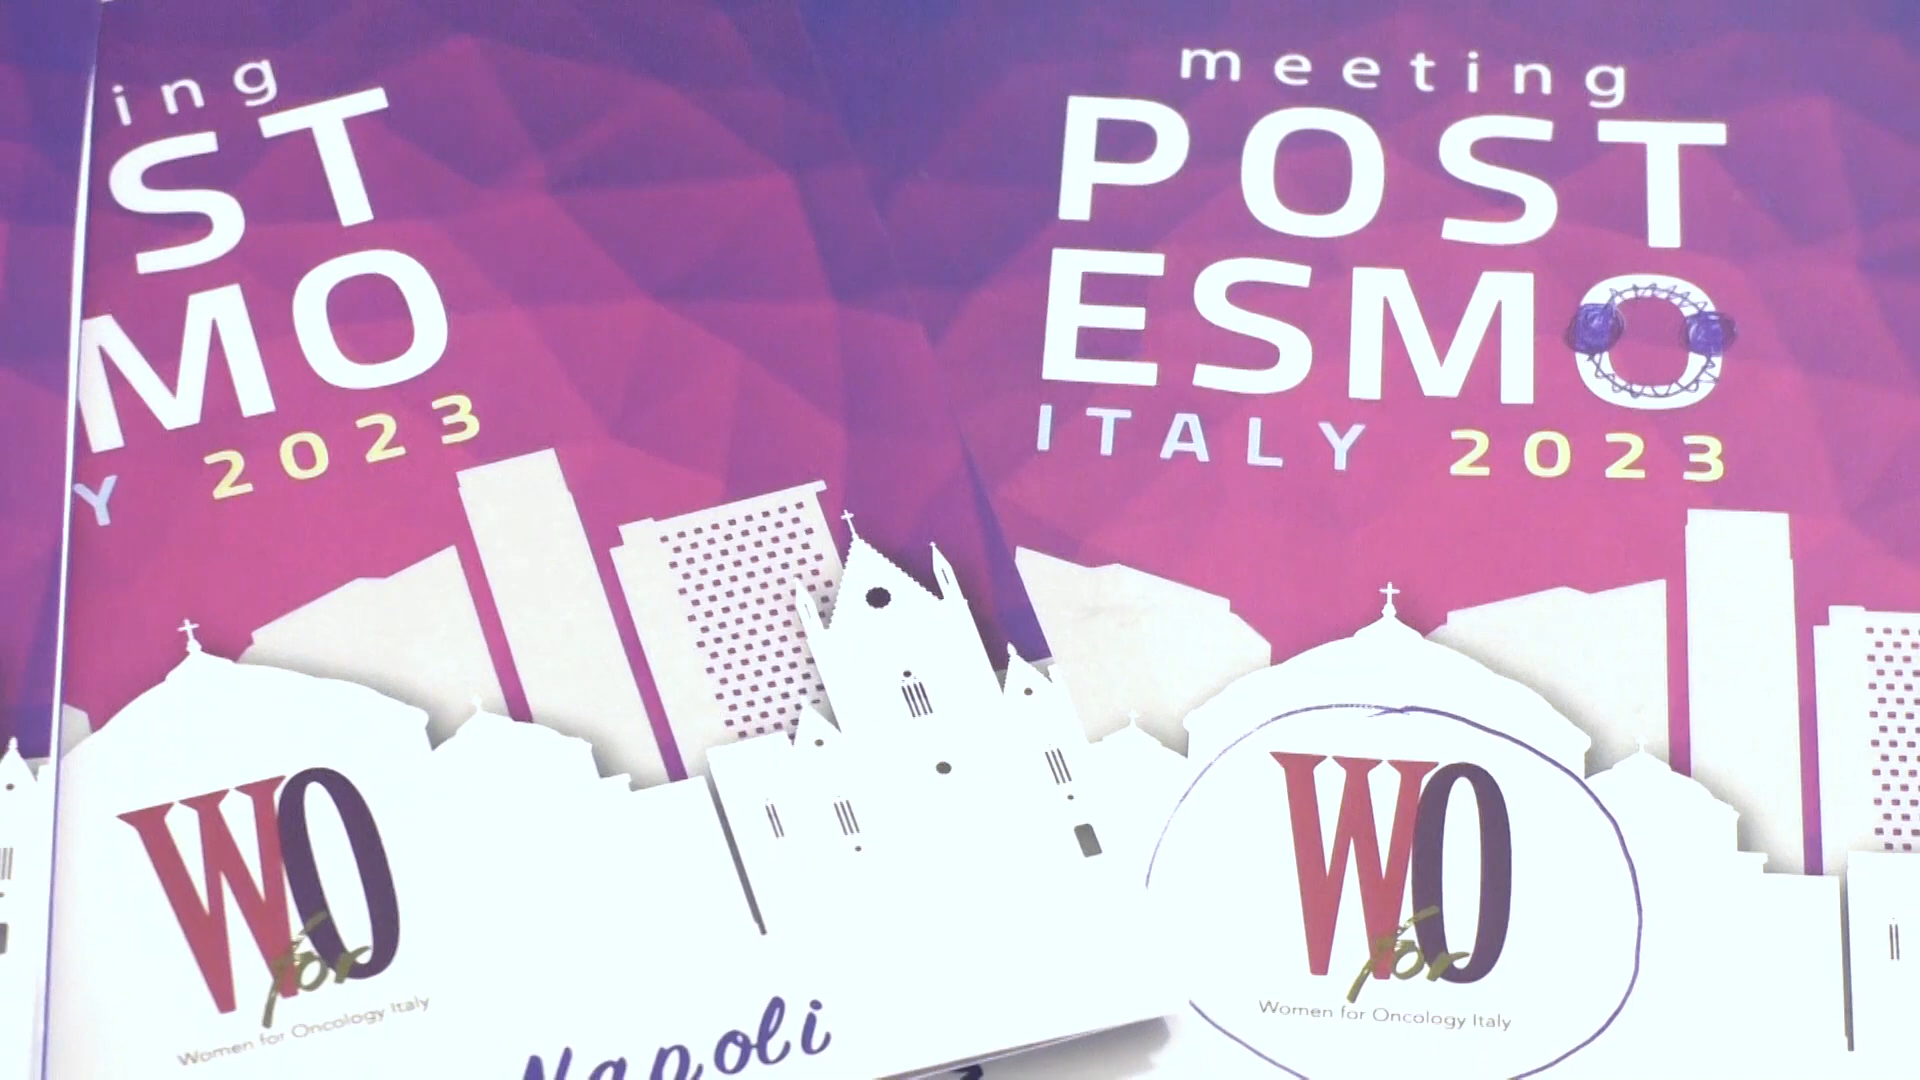 ing
ST
MO
Y 2023
WO
for
Women for Oncology Italy
Napoli
meeting
POST
ESMO
ITALY 2023
WO
for
Women for Oncology Italy